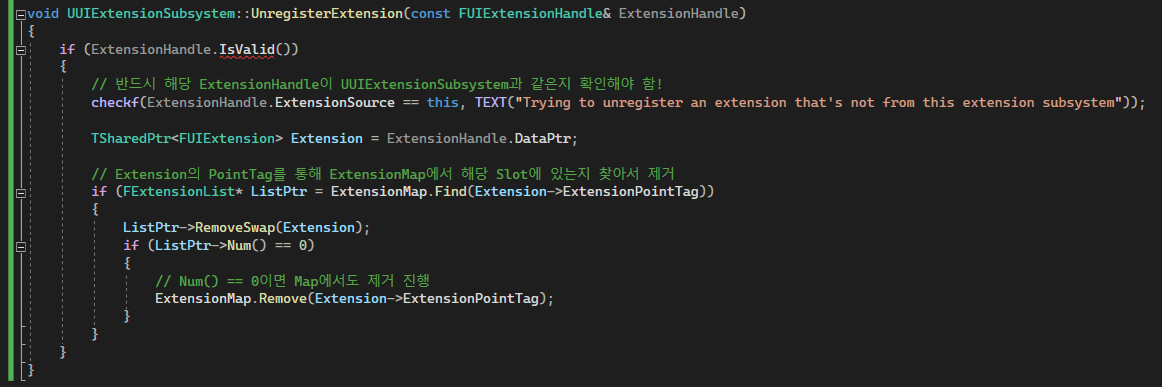 void UUIExtensionSubsystem::UnregisterExtension(const FUIExtensionHandle& ExtensionHandle)
{
    if (ExtensionHandle.IsValid())
    {
        // 반드시 해당 ExtensionHandle이 UUIExtensionSubsystem과 같은지 확인해야 함!
        checkf(ExtensionHandle.ExtensionSource == this, TEXT("Trying to unregister an extension that's not from this extension subsystem"));

        TSharedPtr<FUIExtension> Extension = ExtensionHandle.DataPtr;

        // Extension의 PointTag를 통해 ExtensionMap에서 해당 Slot에 있는지 찾아서 제거
        if (FExtensionList* ListPtr = ExtensionMap.Find(Extension->ExtensionPointTag))
        {
            ListPtr->RemoveSwap(Extension);
            if (ListPtr->Num() == 0)
            {
                // Num() == 0이면 Map에서도 제거 진행
                ExtensionMap.Remove(Extension->ExtensionPointTag);
            }
        }
    }
}